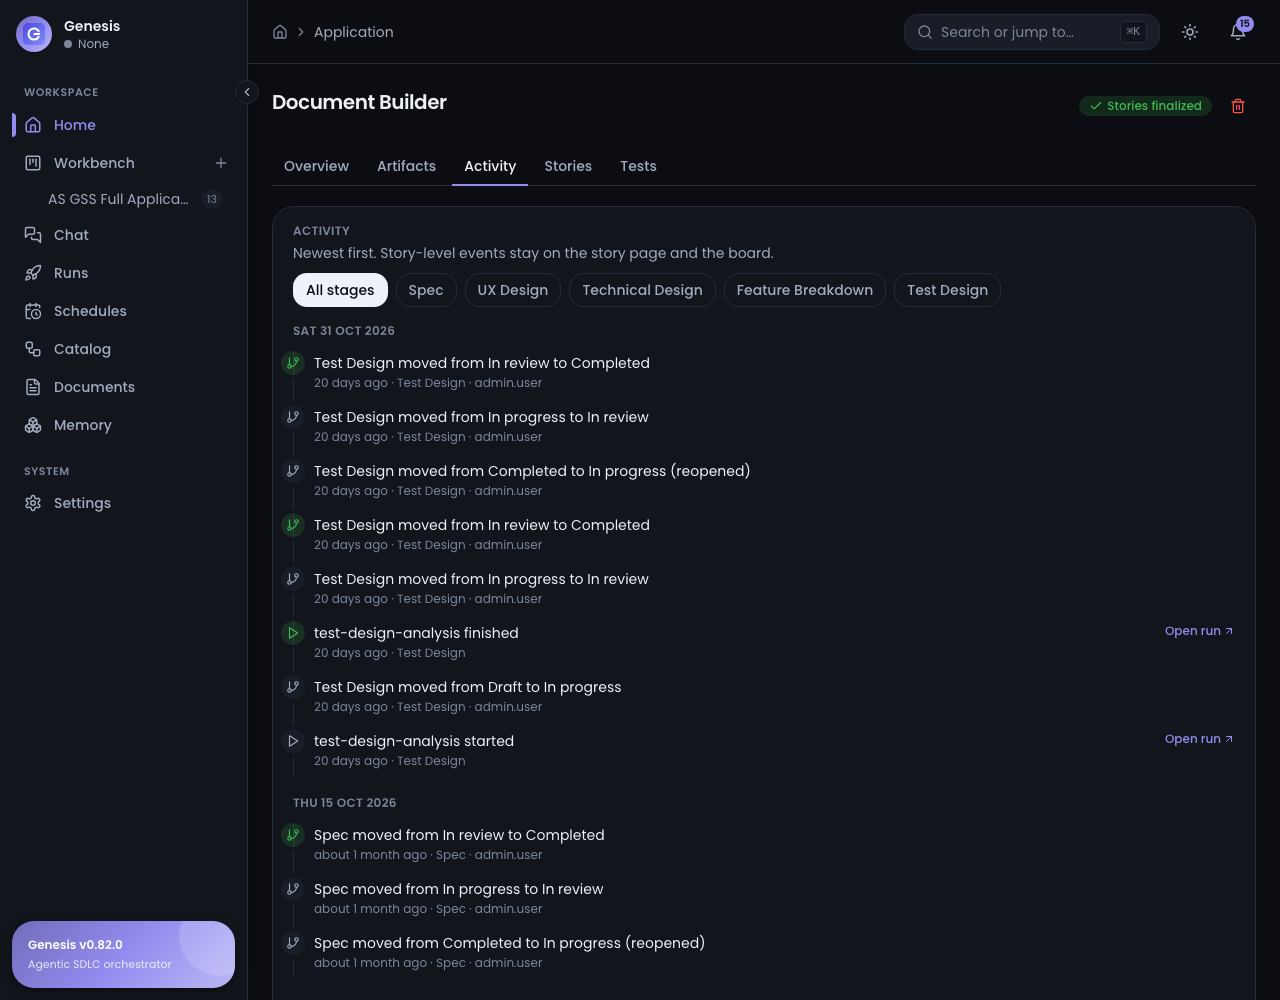 Genesis
None
WORKSPACE
Home
Workbench
AS GSS Full Applica... 13
Chat
Runs
Schedules
Catalog
Documents
Memory
SYSTEM
Settings
Genesis v0.82.0
Agentic SDLC orchestrator
Application
Search or jump to... ⌘K
15
Document Builder
Stories finalized
Overview Artifacts Activity Stories Tests
ACTIVITY
Newest first. Story-level events stay on the story page and the board.
All stages Spec UX Design Technical Design Feature Breakdown Test Design
SAT 31 OCT 2026
Test Design moved from In review to Completed
20 days ago · Test Design · admin.user
Test Design moved from In progress to In review
20 days ago · Test Design · admin.user
Test Design moved from Completed to In progress (reopened)
20 days ago · Test Design · admin.user
Test Design moved from In review to Completed
20 days ago · Test Design · admin.user
Test Design moved from In progress to In review
20 days ago · Test Design · admin.user
test-design-analysis finished Open run
20 days ago · Test Design
Test Design moved from Draft to In progress
20 days ago · Test Design · admin.user
test-design-analysis started Open run
20 days ago · Test Design
THU 15 OCT 2026
Spec moved from In review to Completed
about 1 month ago · Spec · admin.user
Spec moved from In progress to In review
about 1 month ago · Spec · admin.user
Spec moved from Completed to In progress (reopened)
about 1 month ago · Spec · admin.user